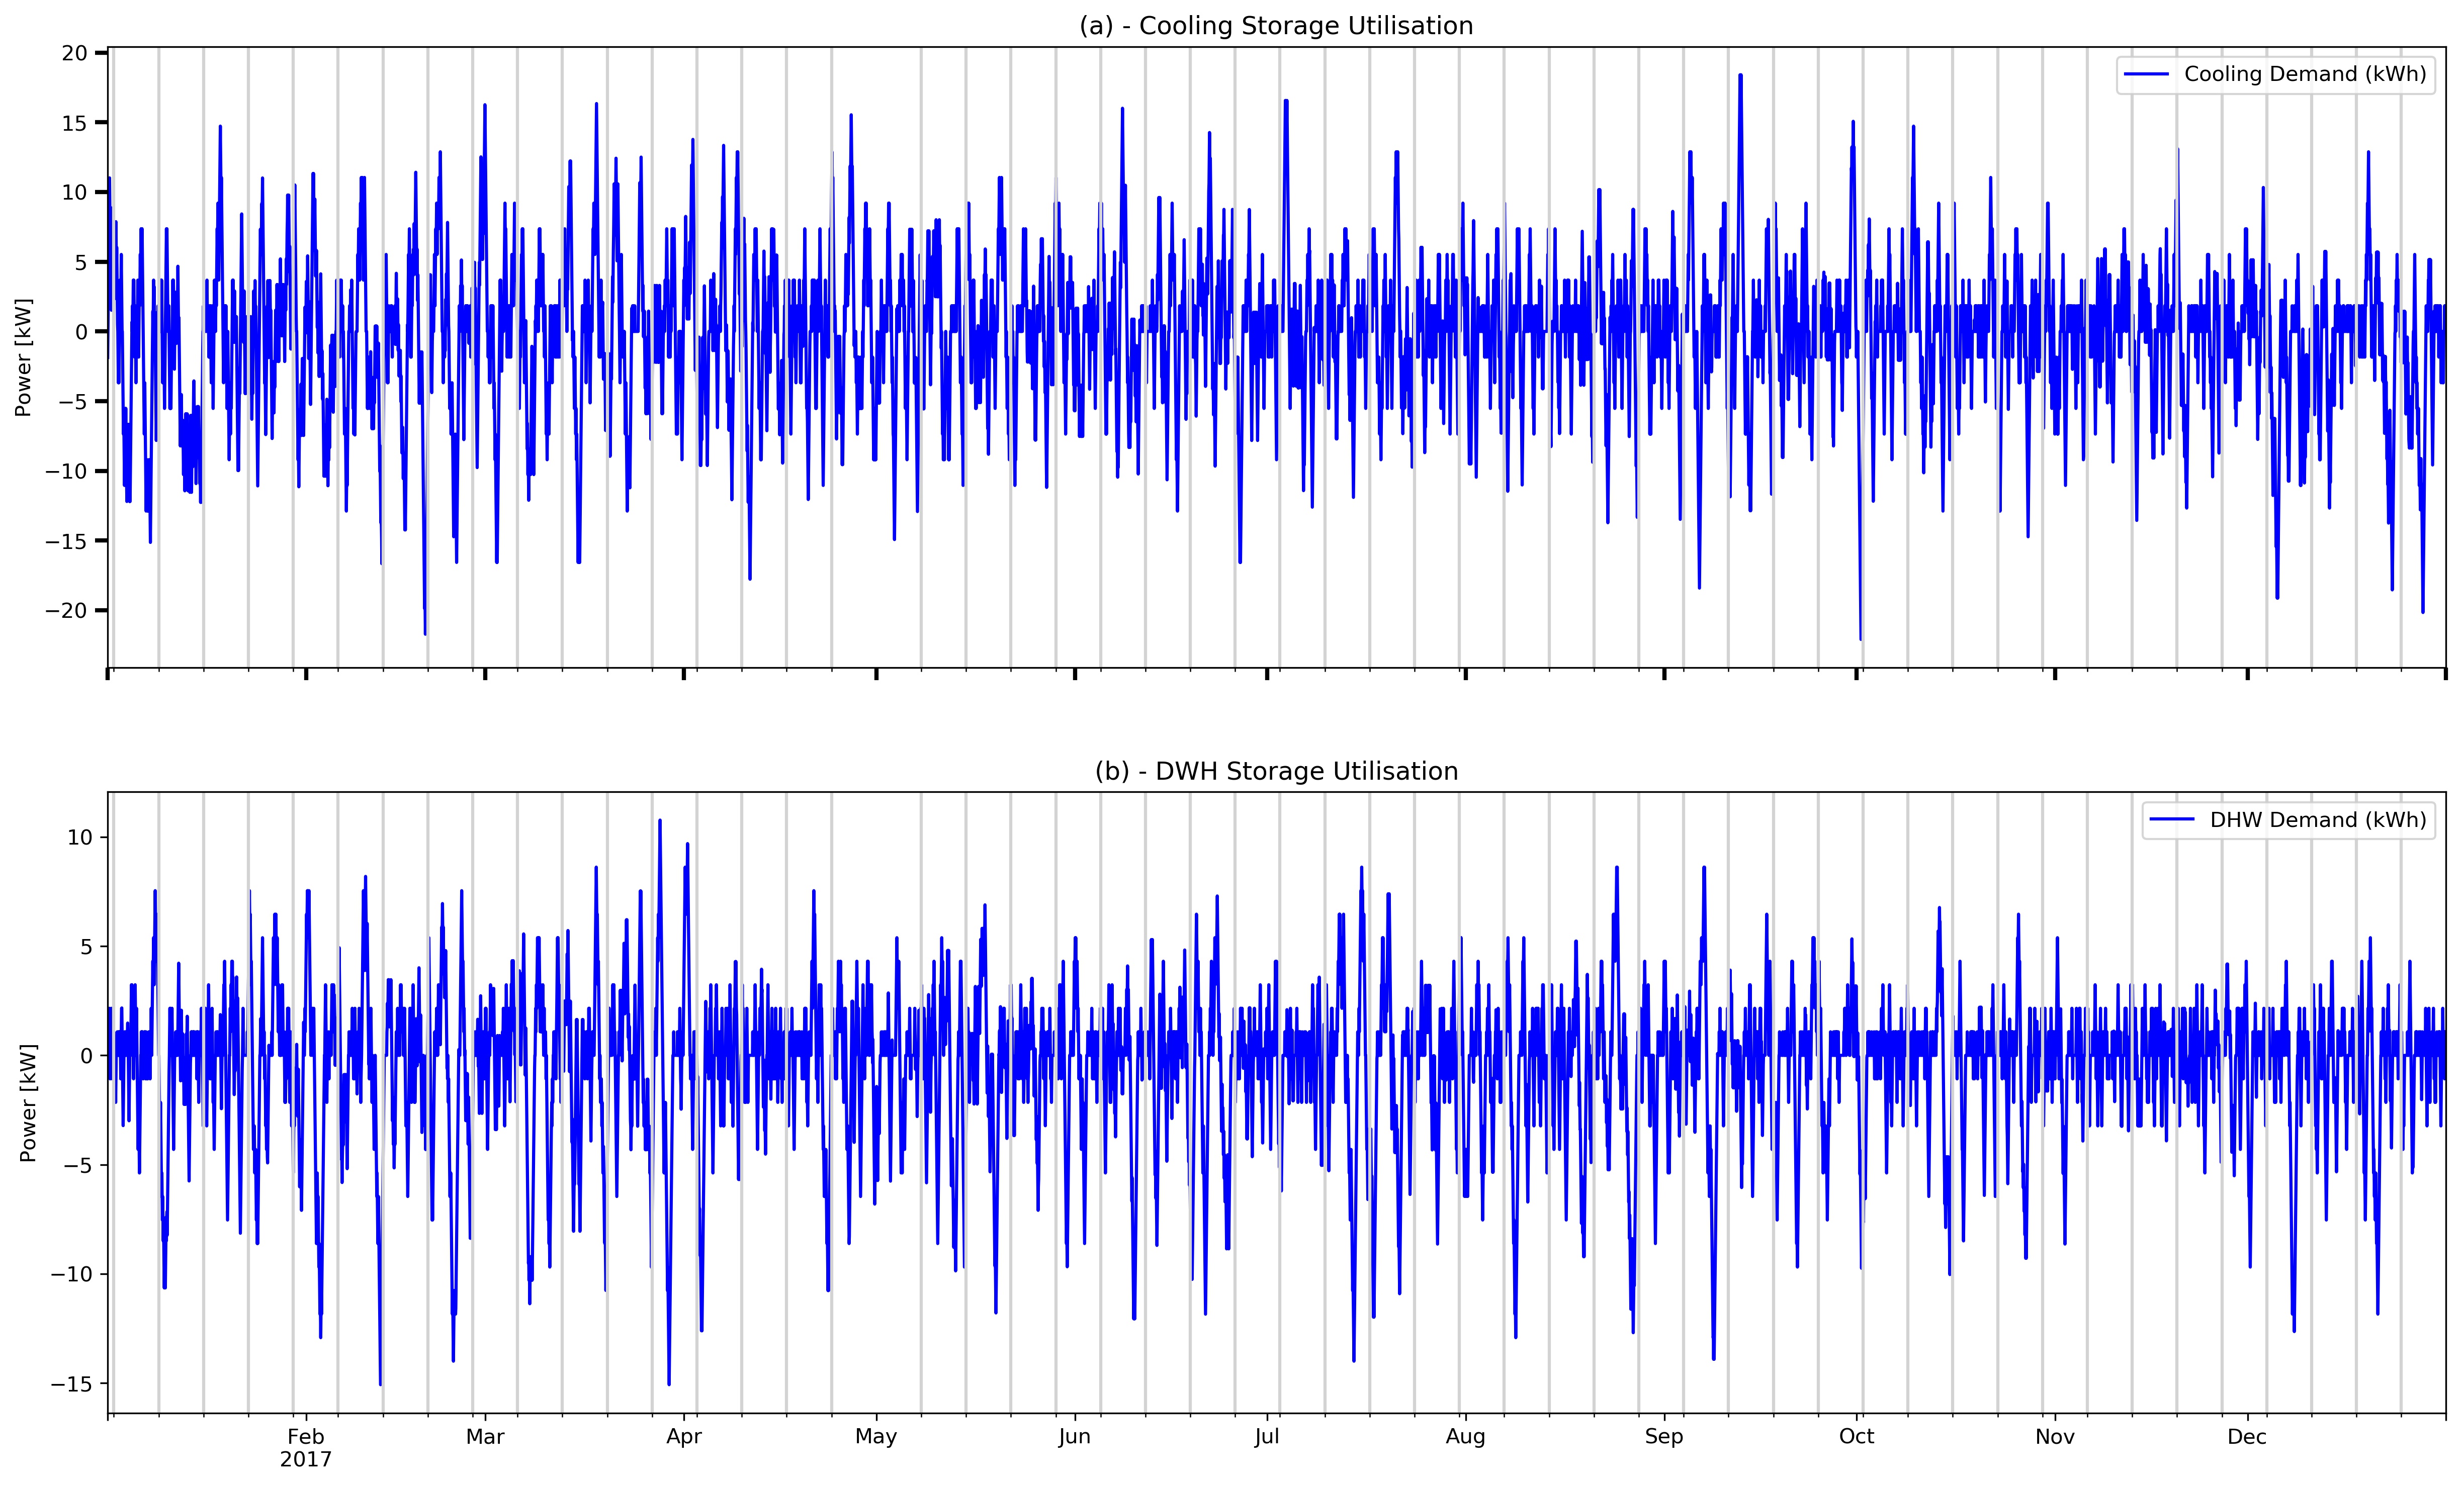 (a) - Cooling Storage Utilisation
20
15
10
5
0
−5
−10
−15
−20
Power [kW]
Cooling Demand (kWh)
(b) - DWH Storage Utilisation
10
5
0
−5
−10
−15
Power [kW]
DHW Demand (kWh)
Feb Mar Apr May Jun Jul Aug Sep Oct Nov Dec
2017